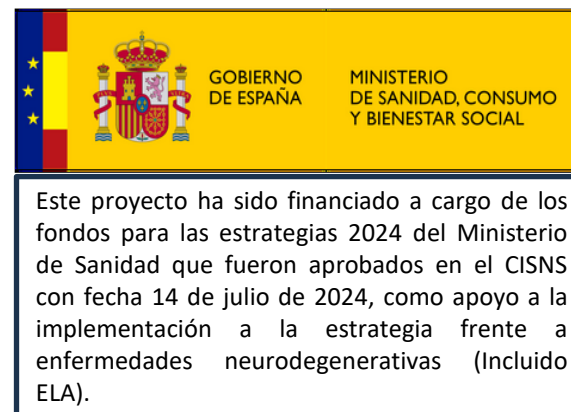 GOBIERNO
DE ESPAÑA
MINISTERIO
DE SANIDAD, CONSUMO
Y BIENESTAR SOCIAL
Este proyecto ha sido financiado a cargo de los
fondos para las estrategias 2024 del Ministerio
de Sanidad que fueron aprobados en el CISNS
con fecha 14 de julio de 2024, como apoyo a la
implementación a la estrategia frente a
enfermedades neurodegenerativas (Incluido
ELA).